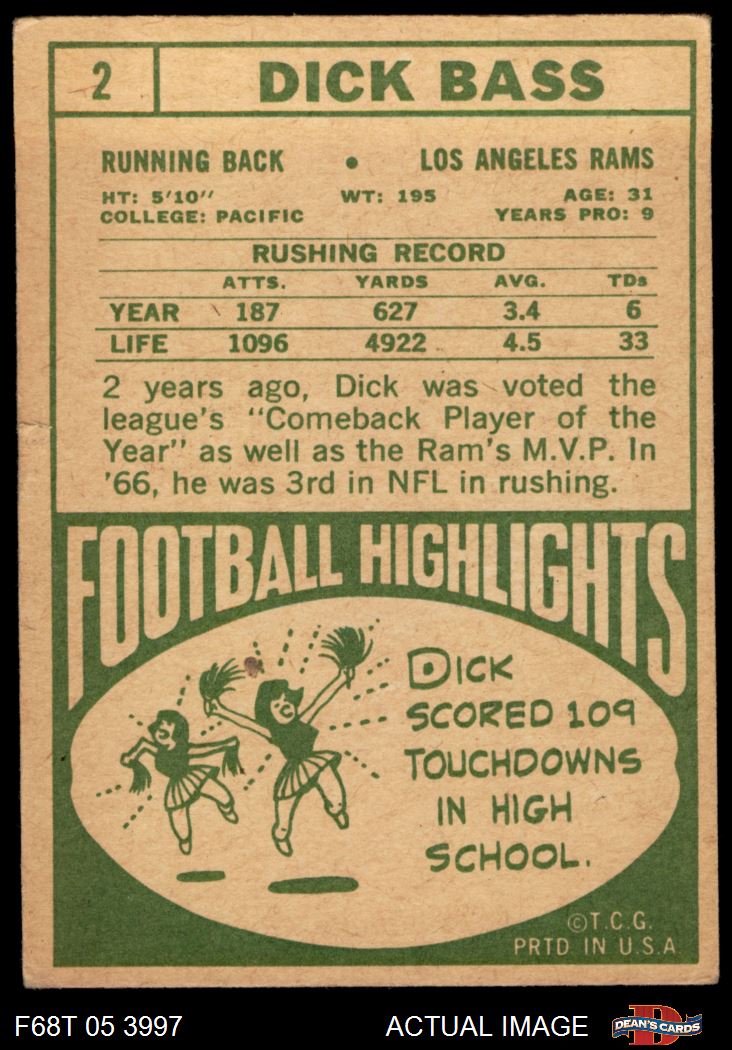 2 DICK BASS
RUNNING BACK • LOS ANGELES RAMS
HT: 5'10" WT: 195 AGE: 31
COLLEGE: PACIFIC YEARS PRO: 9
RUSHING RECORD
ATTS. YARDS AVG. TDs
YEAR 187 627 3.4 6
LIFE 1096 4922 4.5 33
2 years ago, Dick was voted the
league's "Comeback Player of the
Year" as well as the Ram's M.V.P. In
'66, he was 3rd in NFL in rushing.
FOOTBALL HIGHLIGHTS
DICK
SCORED 109
TOUCHDOWNS
IN HIGH
SCHOOL.
©T.C.G.
PRTD. IN U.S.A.
F68T 05 3997 ACTUAL IMAGE D DEAN'S CARDS